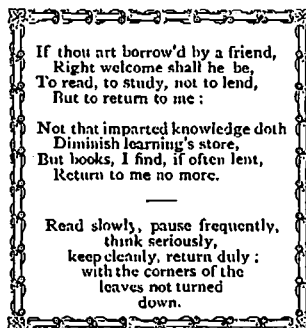 If thou art borrow'd by a friend,
Right welcome shall he be,
To read, to study, not to lend,
But to return to me :
Not that imparted knowledge doth
Diminish learning's store,
But books, I find, if often lent,
Return to me no more.
Read slowly, pause frequently,
think seriously,
keep cleanly, return duly ;
with the corners of the
leaves not turned
down.